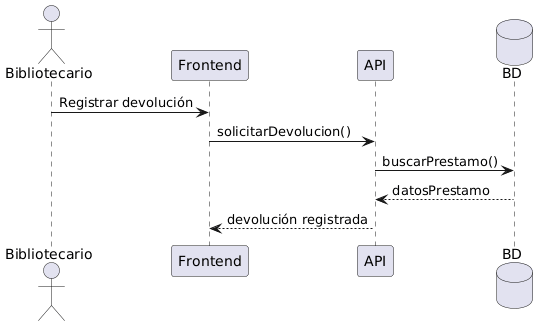 Bibliotecario
Frontend
API
BD
Registrar devolución
solicitarDevolucion()
buscarPrestamo()
datosPrestamo
devolución registrada
Bibliotecario
Frontend
API
BD